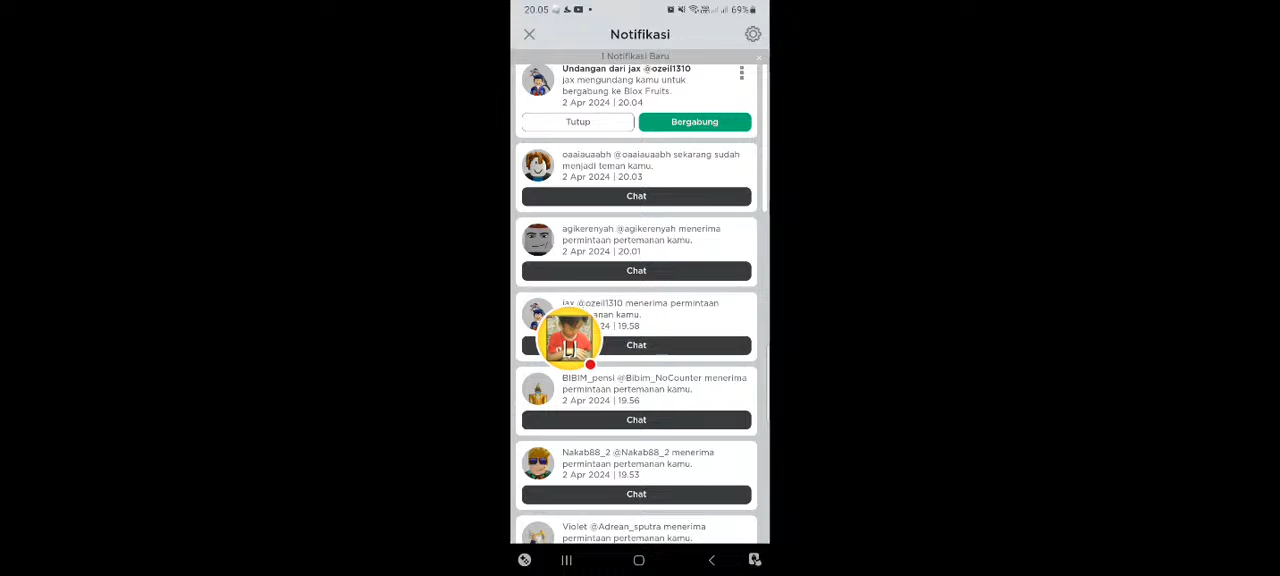 20.05
69%
Notifikasi
1 Notifikasi Baru
Undangan dari jax @ozeil1310
jax mengundang kamu untuk
bergabung ke Blox Fruits.
2 Apr 2024 | 20.04
Tutup
Bergabung
oaaiauaabh @oaaiauaabh sekarang sudah
menjadi teman kamu.
2 Apr 2024 | 20.03
Chat
agikerenyah @agikerenyah menerima
permintaan pertemanan kamu.
2 Apr 2024 | 20.01
Chat
jax @ozeil1310 menerima permintaan
kamu.
19.58
Chat
BIBIM_pensi @Bibim_NoCounter menerima
permintaan pertemanan kamu.
2 Apr 2024 | 19.56
Chat
Nakab88_2 @Nakab88_2 menerima
permintaan pertemanan kamu.
2 Apr 2024 | 19.53
Chat
Violet @Adrean_sputra menerima
permintaan pertemanan kamu.